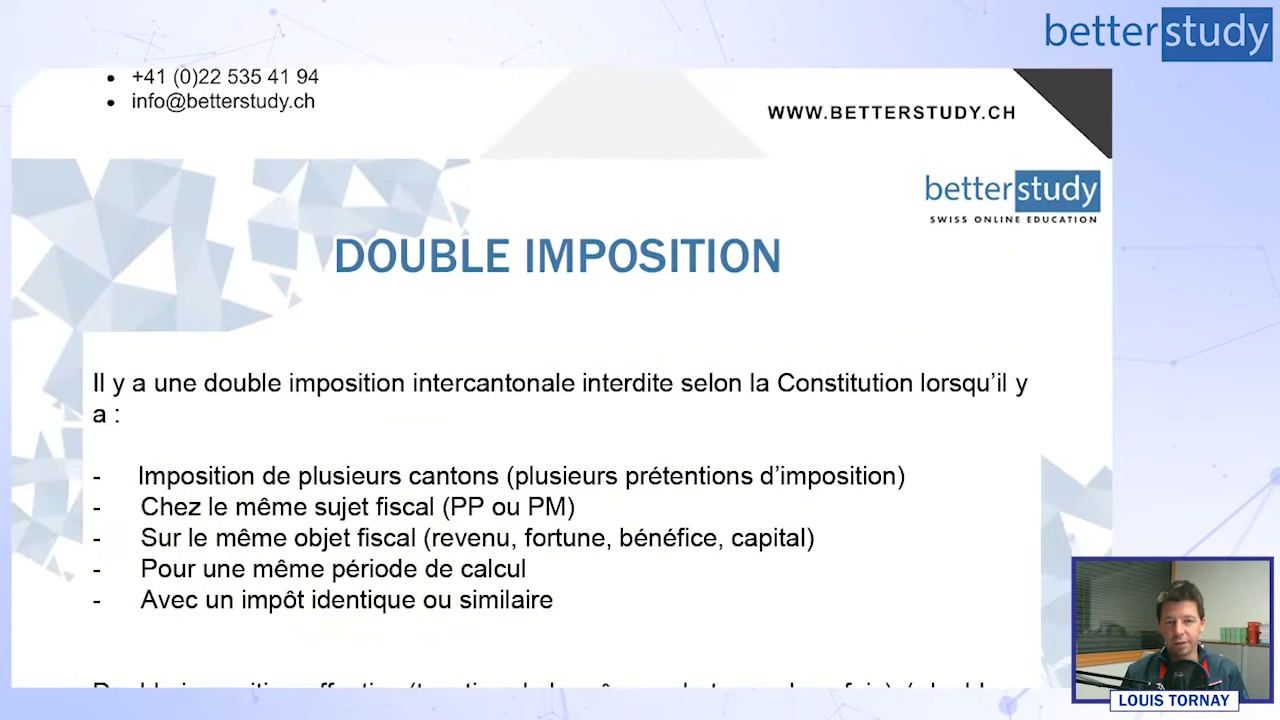 betterstudy
• +41 (0)22 535 41 94
• info@betterstudy.ch
WWW.BETTERSTUDY.CH
betterstudy
SWISS ONLINE EDUCATION
DOUBLE IMPOSITION
Il y a une double imposition intercantonale interdite selon la Constitution lorsqu'il y
a :
- Imposition de plusieurs cantons (plusieurs prétentions d'imposition)
- Chez le même sujet fiscal (PP ou PM)
- Sur le même objet fiscal (revenu, fortune, bénéfice, capital)
- Pour une même période de calcul
- Avec un impôt identique ou similaire
LOUIS TORNAY